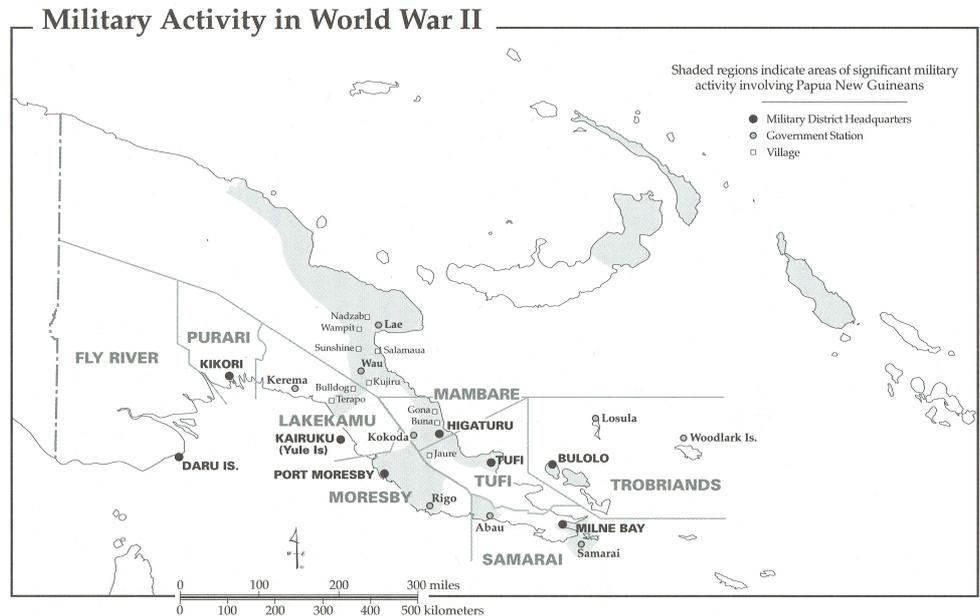 Military Activity in World War II
Shaded regions indicate areas of significant military
activity involving Papua New Guineans
Military District Headquarters
Government Station
Village
Nadzab
Wampit
Lae
Sunshine
Salamaua
Wau
Kujiru
Bulldog
Terapo
PURARI
FLY RIVER
KIKORI
Kerema
MAMBARE
Gona
Buna
HIGATURU
LAKEKAMU
KAIRUKU
(Yule Is)
Kokoda
Jaure
Losula
Woodlark Is.
DARU IS.
PORT MORESBY
TUFI
BULOLO
TUFI
TROBRIANDS
MORESBY
Rigo
Abau
MILNE BAY
Samarai
SAMARAI
W
E
0 100 200 300 miles
0 100 200 300 400 500 kilometers